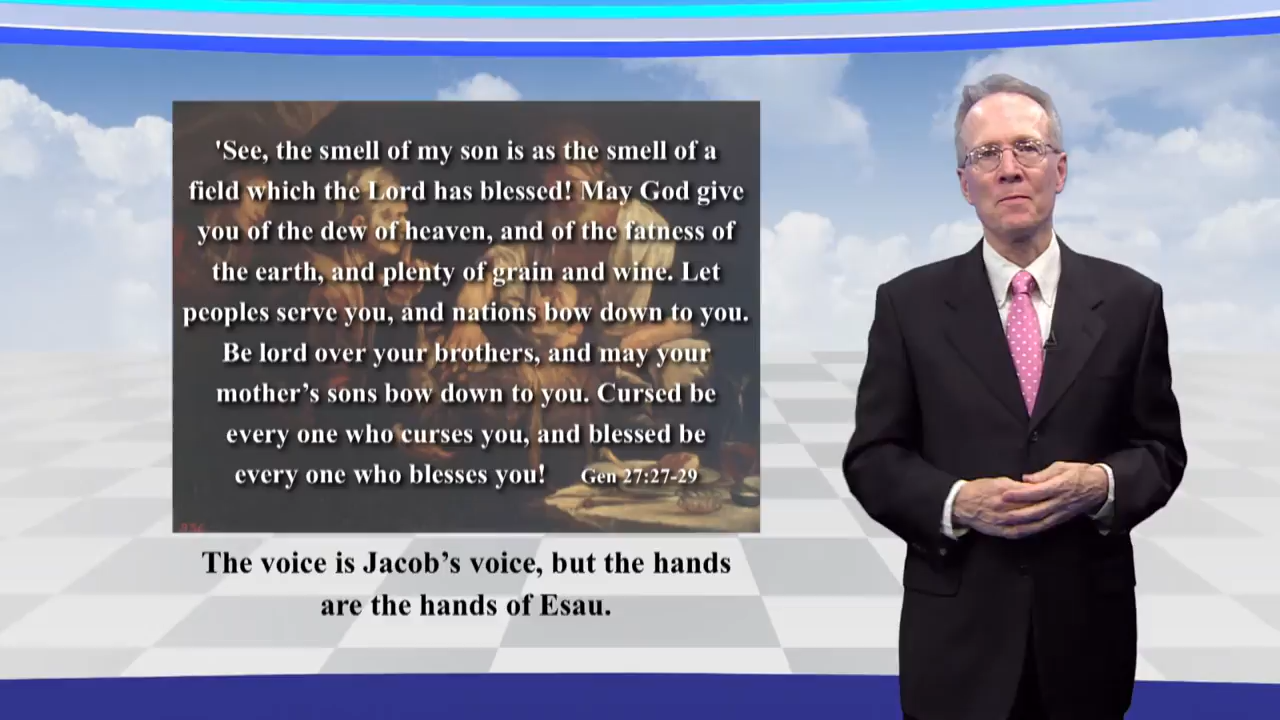 'See, the smell of my son is as the smell of a
field which the Lord has blessed! May God give
you of the dew of heaven, and of the fatness of
the earth, and plenty of grain and wine. Let
peoples serve you, and nations bow down to you.
Be lord over your brothers, and may your
mother’s sons bow down to you. Cursed be
every one who curses you, and blessed be
every one who blesses you! Gen 27:27-29
The voice is Jacob’s voice, but the hands
are the hands of Esau.